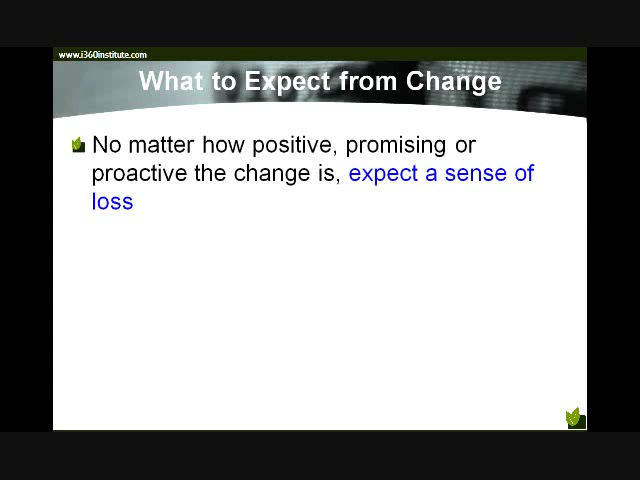 www.i360institute.com
What to Expect from Change
No matter how positive, promising or
proactive the change is, expect a sense of
loss